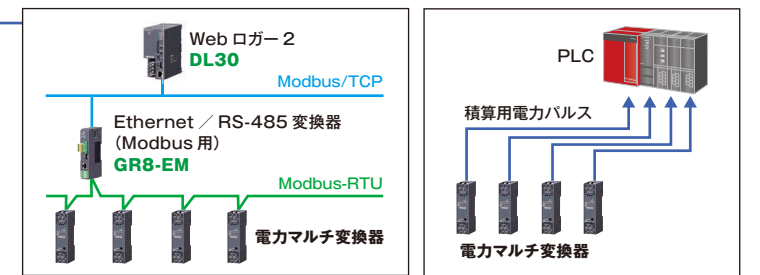 Web ロガー 2
DL30
Modbus/TCP
Ethernet ／ RS-485 変換器
（Modbus 用）
GR8-EM
Modbus-RTU
電力マルチ変換器
PLC
積算用電力パルス
電力マルチ変換器